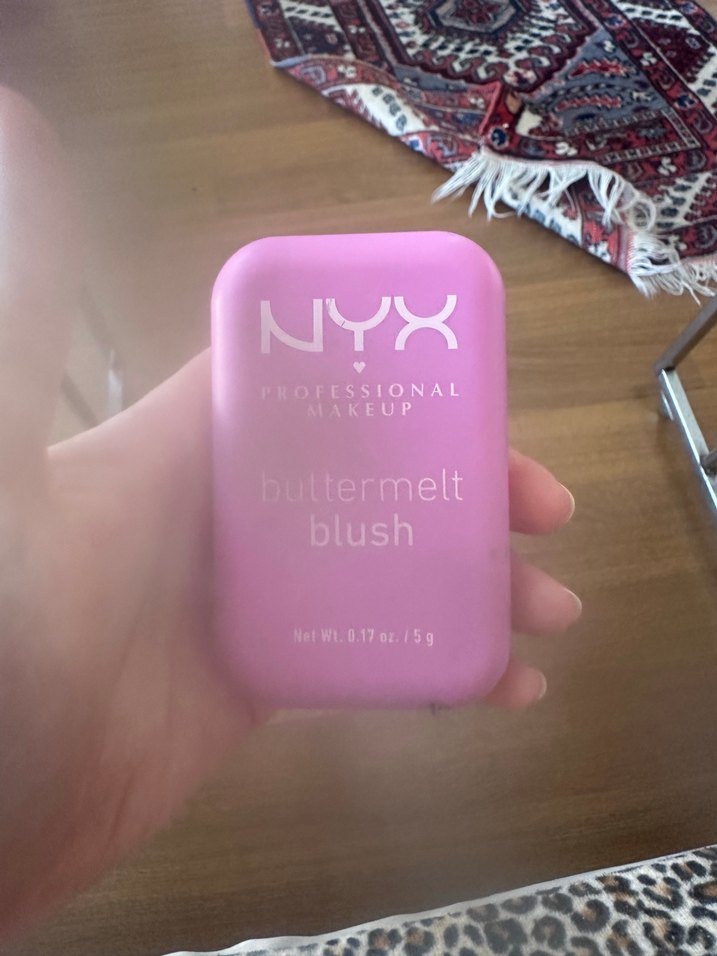 NYX
PROFESSIONAL
MAKEUP
buttermelt
blush
Net Wt. 0.17 oz. / 5 g